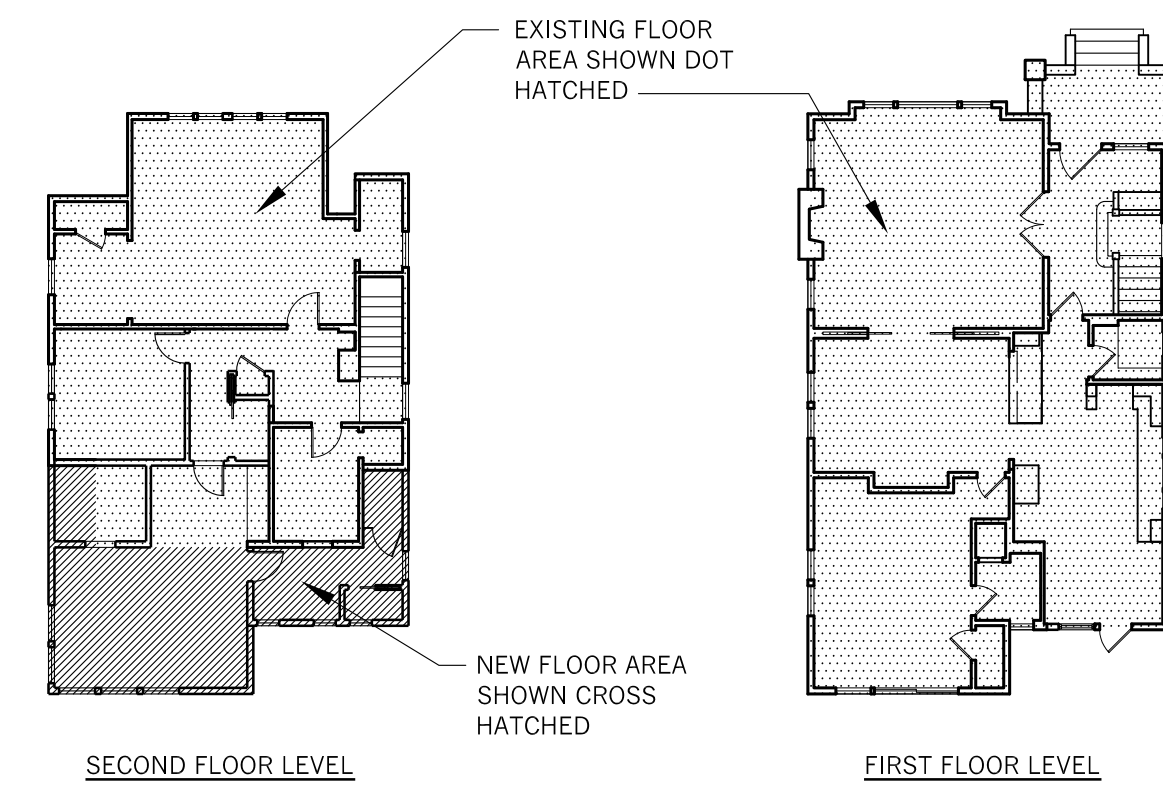 EXISTING FLOOR
AREA SHOWN DOT
HATCHED
NEW FLOOR AREA
SHOWN CROSS
HATCHED
SECOND FLOOR LEVEL
FIRST FLOOR LEVEL